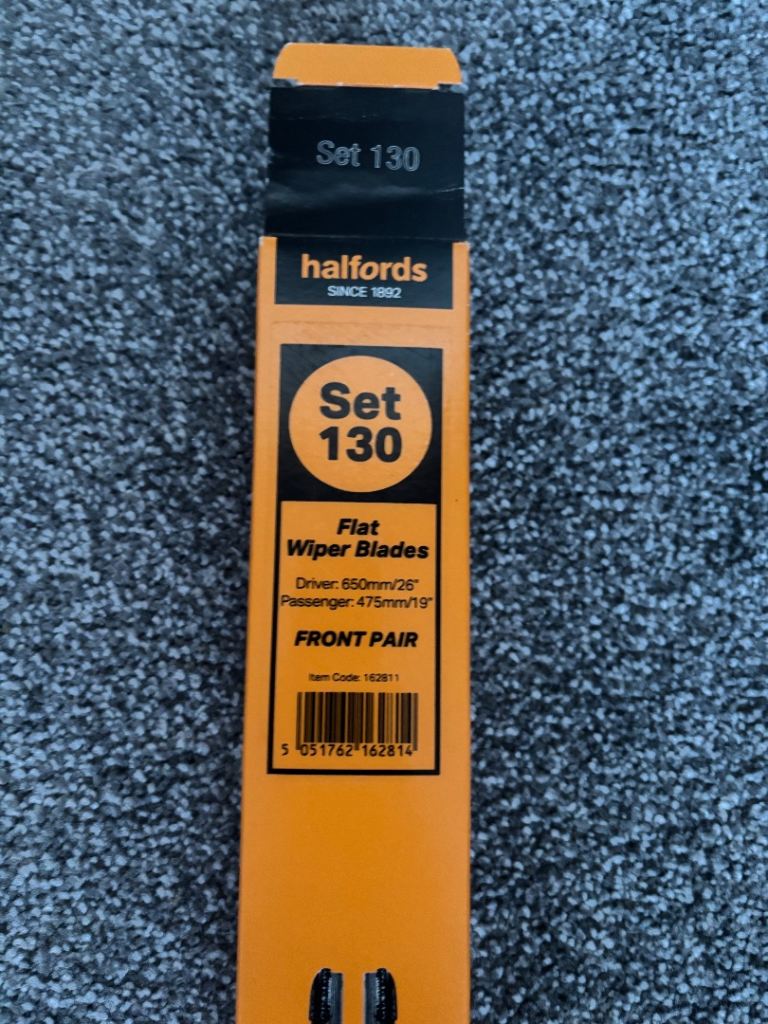 Set 130
halfords
SINCE 1892
Set
130
Flat
Wiper Blades
Driver: 650mm/26"
Passenger: 475mm/19"
FRONT PAIR
Item Code: 162811
5 051762 162814